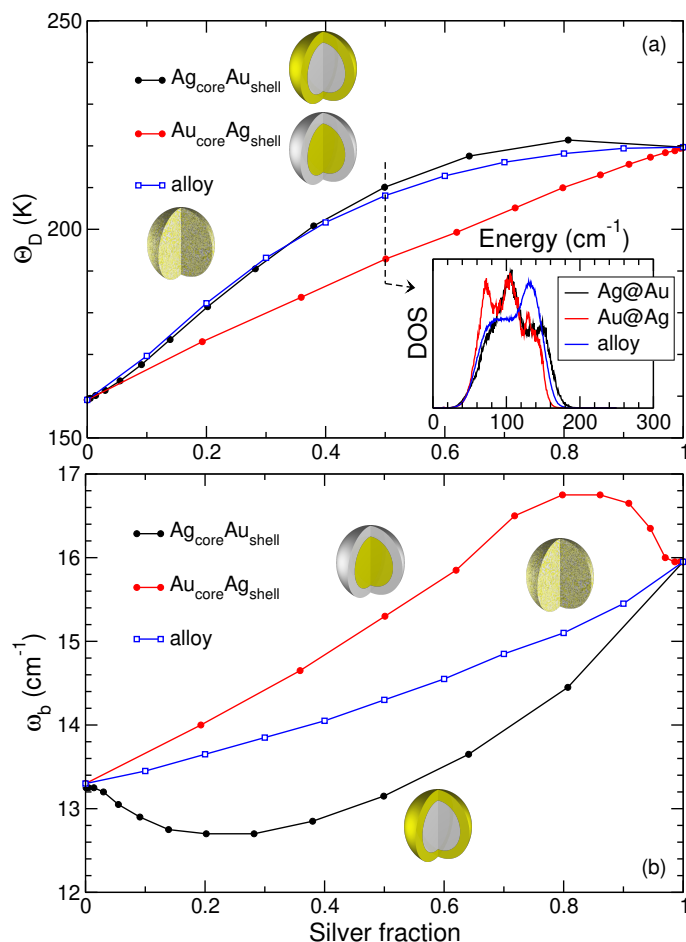 250
(a)
Ag_core Au_shell
Au_core Ag_shell
alloy
Θ_D (K)
200
150
0 0.2 0.4 0.6 0.8 1
Energy (cm⁻¹)
DOS
Ag@Au
Au@Ag
alloy
0 100 200 300
17
Ag_core Au_shell
Au_core Ag_shell
alloy
16
15
ω_b (cm⁻¹)
14
13
12
(b)
0 0.2 0.4 0.6 0.8 1
Silver fraction